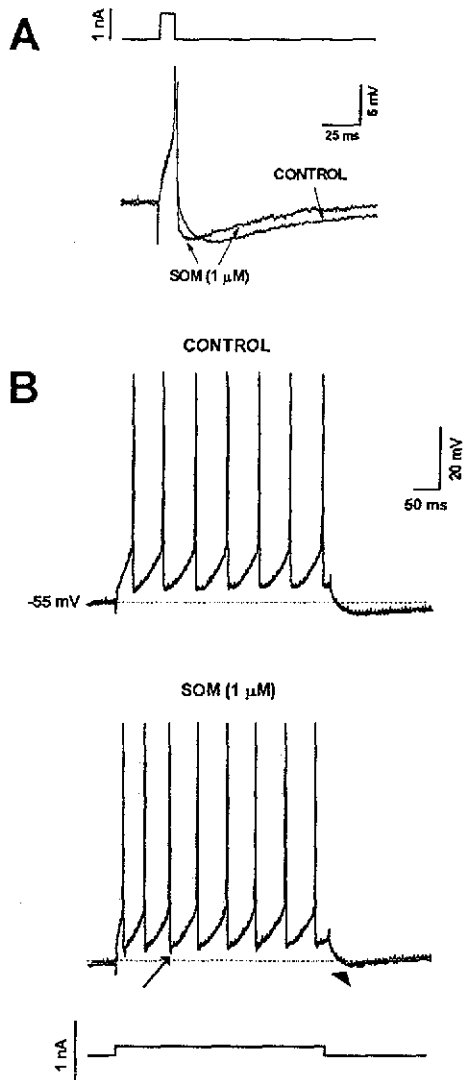 A
1 nA
5 mV
25 ms
CONTROL
SOM (1 µM)
CONTROL
B
20 mV
50 ms
-55 mV
SOM (1 µM)
1 nA